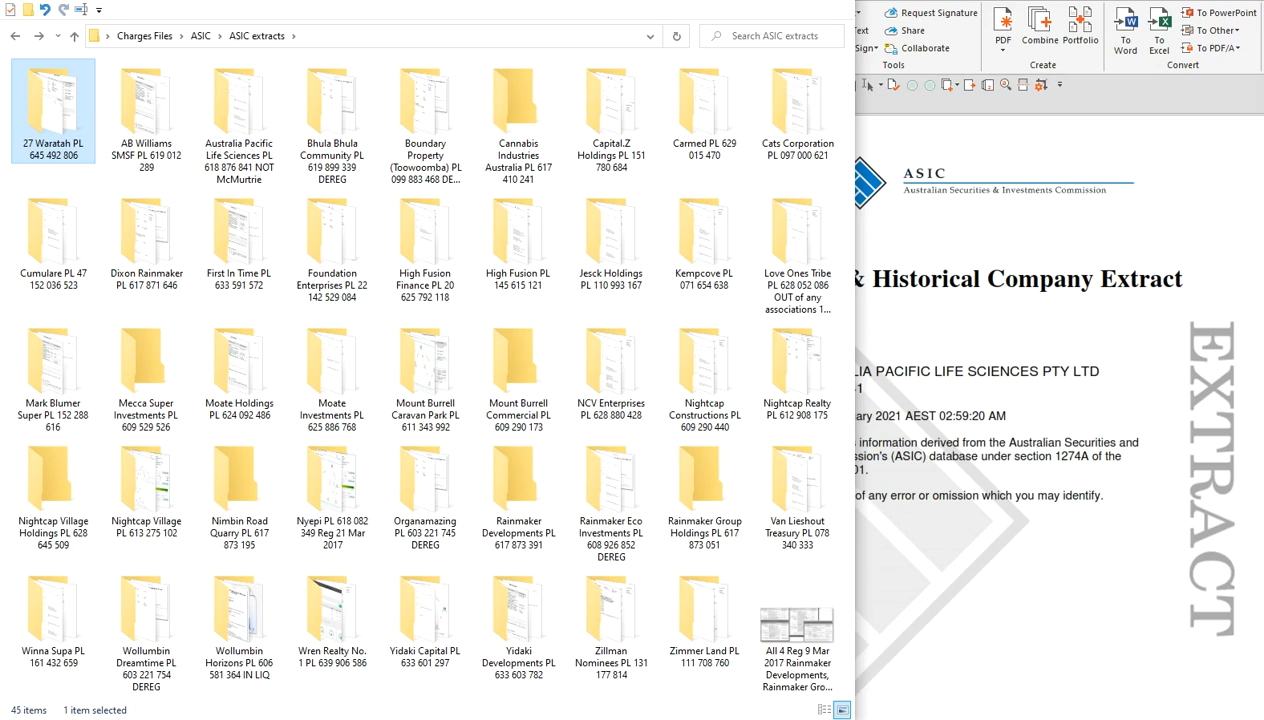 Charges Files > ASIC > ASIC extracts >
Search ASIC extracts
27 Waratah PL
645 492 806
AB Williams
SMSF PL 619 012
289
Australia Pacific
Life Sciences PL
618 876 841 NOT
McMurtrie
Bhula Bhula
Community PL
619 899 339
DEREG
Boundary
Property
(Toowoomba) PL
099 883 468 DE...
Cannabis
Industries
Australia PL 617
410 241
Capital.Z
Holdings PL 151
780 684
Carmed PL 629
015 470
Cats Corporation
PL 097 000 621
Cumulare PL 47
152 036 523
Dixon Rainmaker
PL 617 871 646
First In Time PL
633 591 572
Foundation
Enterprises PL 22
142 529 084
High Fusion
Finance PL 20
625 792 118
High Fusion PL
145 615 121
Jesck Holdings
PL 110 993 167
Kempcove PL
071 654 638
Love Ones Tribe
PL 628 052 086
OUT of any
associations 1...
Mark Blumer
Super PL 152 288
616
Mecca Super
Investments PL
609 529 526
Moate Holdings
PL 624 092 486
Moate
Investments PL
625 886 768
Mount Burrell
Caravan Park PL
611 343 992
Mount Burrell
Commercial PL
609 290 173
NCV Enterprises
PL 628 880 428
Nightcap
Constructions PL
609 290 440
Nightcap Realty
PL 612 908 175
Nightcap Village
Holdings PL 628
645 509
Nightcap Village
PL 613 275 102
Nimbin Road
Quarry PL 617
873 195
Nyepi PL 618 082
349 Reg 21 Mar
2017
Organamazing
PL 603 221 745
DEREG
Rainmaker
Developments PL
617 873 391
Rainmaker Eco
Investments PL
608 926 852
DEREG
Rainmaker Group
Holdings PL 617
873 051
Van Lieshout
Treasury PL 078
340 333
Winna Supa PL
161 432 659
Wollumbin
Dreamtime PL
603 221 754
DEREG
Wollumbin
Horizons PL 606
581 364 IN LIQ
Wren Realty No.
1 PL 639 906 586
Yidaki Capital PL
633 601 297
Yidaki
Developments PL
633 603 782
Zillman
Nominees PL 131
177 814
Zimmer Land PL
111 708 760
All 4 Reg 9 Mar
2017 Rainmaker
Developments,
Rainmaker Gro...
45 items
1 item selected
Request Signature
ext
Share
Sign
Collaborate
Tools
PDF
Combine
Portfolio
Create
To
Word
To
Excel
To PowerPoint
To Other
To PDF/A
Convert
ASIC
Australian Securities & Investments Commission
& Historical Company Extract
LIA PACIFIC LIFE SCIENCES PTY LTD
ary 2021 AEST 02:59:20 AM
information derived from the Australian Securities and
ssion's (ASIC) database under section 1274A of the
01.
of any error or omission which you may identify.
EXTRACT